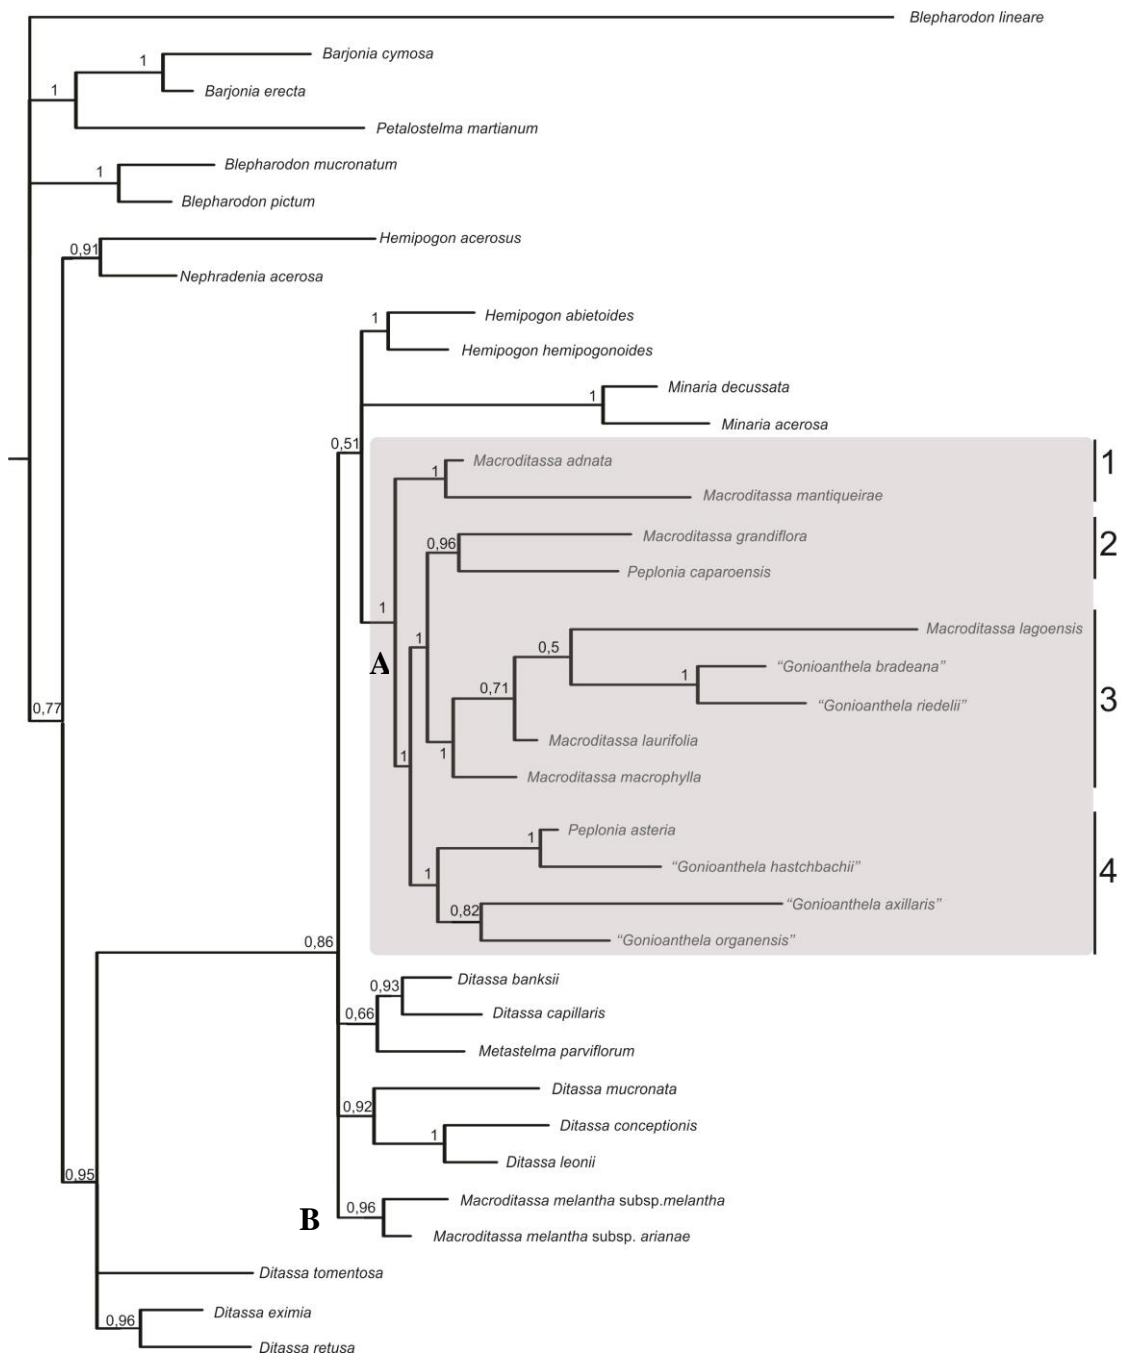 Blepharodon lineare
Barjonia cymosa
1
Barjonia erecta
1
Petalostelma martianum
Blepharodon mucronatum
1
Blepharodon pictum
Hemipogon acerosus
0,91
Nephradenia acerosa
Hemipogon abietoides
1
Hemipogon hemipogonoides
Minaria decussata
1
Minaria acerosa
0,51
Macroditassa adnata
1
1
Macroditassa mantiqueirae
Macroditassa grandiflora
0,96
2
Peplonia caparoensis
1
Macroditassa lagoensis
1
0,5
A
"Gonioanthela bradeana"
1
0,71
3
"Gonioanthela riedelii"
0,77
Macroditassa laurifolia
1
1
Macroditassa macrophylla
Peplonia asteria
1
"Gonioanthela hastchbachii"
1
4
"Gonioanthela axillaris"
0,82
"Gonioanthela organensis"
0,86
Ditassa banksii
0,93
Ditassa capillaris
0,66
Metastelma parviflorum
Ditassa mucronata
0,92
Ditassa conceptionis
1
Ditassa leonii
0,95
Macroditassa melantha subsp.melantha
0,96
B
Macroditassa melantha subsp. arianae
Ditassa tomentosa
Ditassa eximia
0,96
Ditassa retusa